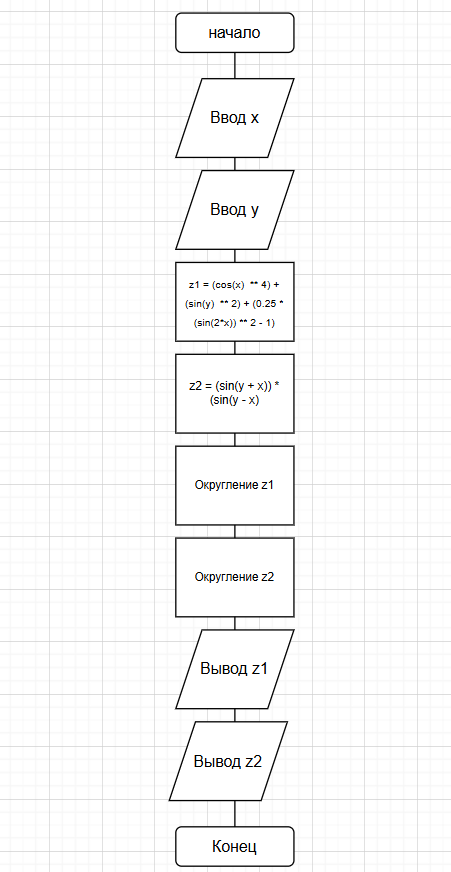 начало
Ввод x
Ввод y
z1 = (cos(x) ** 4) +
(sin(y) ** 2) + (0.25 *
(sin(2*x)) ** 2 - 1)
z2 = (sin(y + x)) *
(sin(y - x)
Округление z1
Округление z2
Вывод z1
Вывод z2
Конец